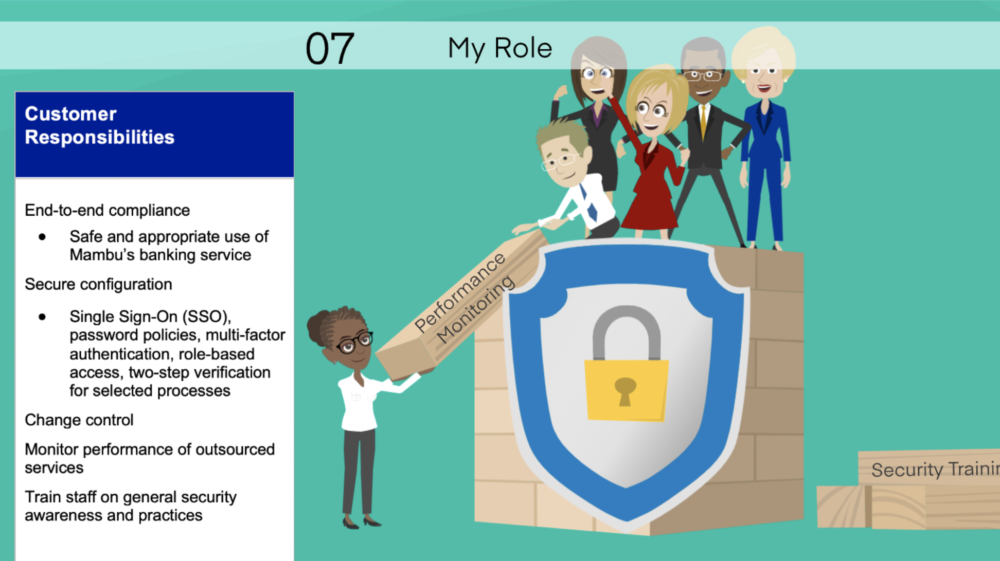 07 My Role
Customer
Responsibilities
End-to-end compliance
● Safe and appropriate use of
Mambu’s banking service
Secure configuration
● Single Sign-On (SSO),
password policies, multi-factor
authentication, role-based
access, two-step verification
for selected processes
Change control
Monitor performance of outsourced
services
Train staff on general security
awareness and practices
Performance
Monitoring
Security